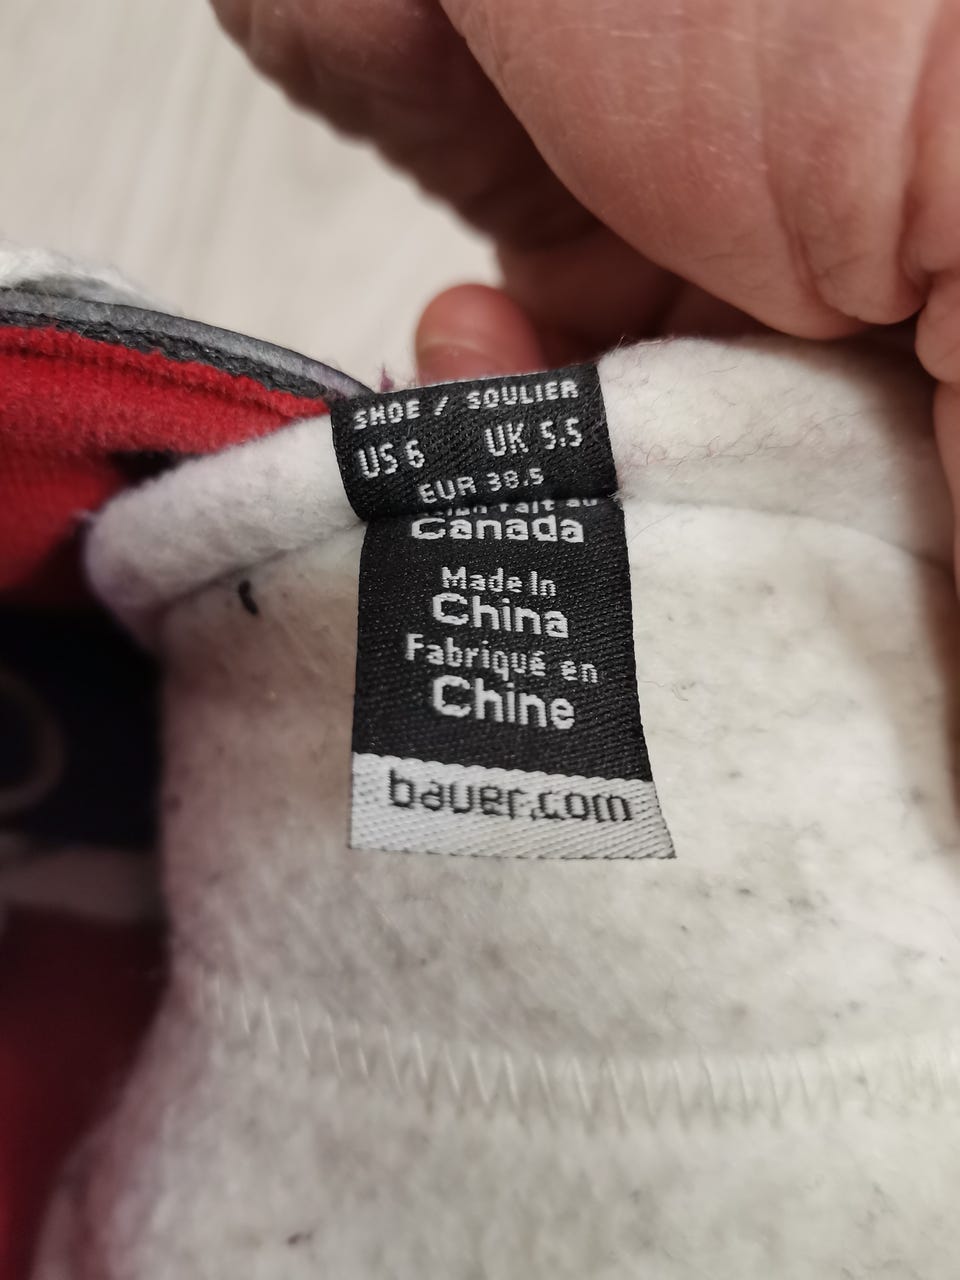 SHOE / SOULIER
US 6 UK 5.5
EUR 38.5
Canada
Made In
China
Fabriqué en
Chine
bauer.com